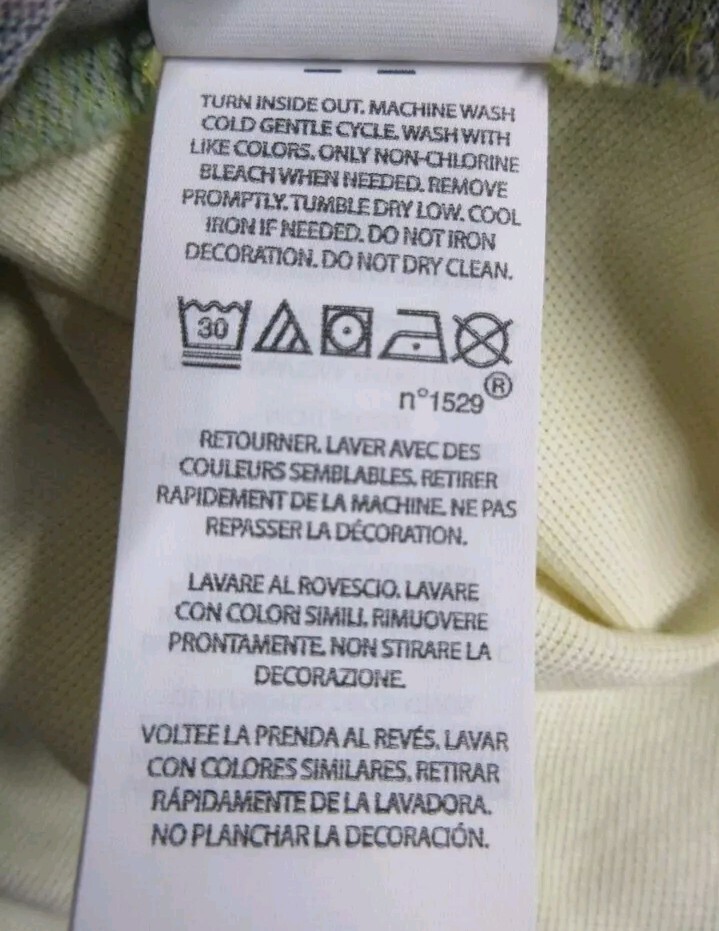 TURN INSIDE OUT. MACHINE WASH
COLD GENTLE CYCLE. WASH WITH
LIKE COLORS. ONLY NON-CHLORINE
BLEACH WHEN NEEDED. REMOVE
PROMPTLY. TUMBLE DRY LOW. COOL
IRON IF NEEDED. DO NOT IRON
DECORATION. DO NOT DRY CLEAN.
30
n°1529®
RETOURNER. LAVER AVEC DES
COULEURS SEMBLABLES. RETIRER
RAPIDEMENT DE LA MACHINE. NE PAS
REPASSER LA DÉCORATION.
LAVARE AL ROVESCIO. LAVARE
CON COLORI SIMILI. RIMUOVERE
PRONTAMENTE. NON STIRARE LA
DECORAZIONE.
VOLTEE LA PRENDA AL REVÉS. LAVAR
CON COLORES SIMILARES. RETIRAR
RÁPIDAMENTE DE LA LAVADORA.
NO PLANCHAR LA DECORACIÓN.